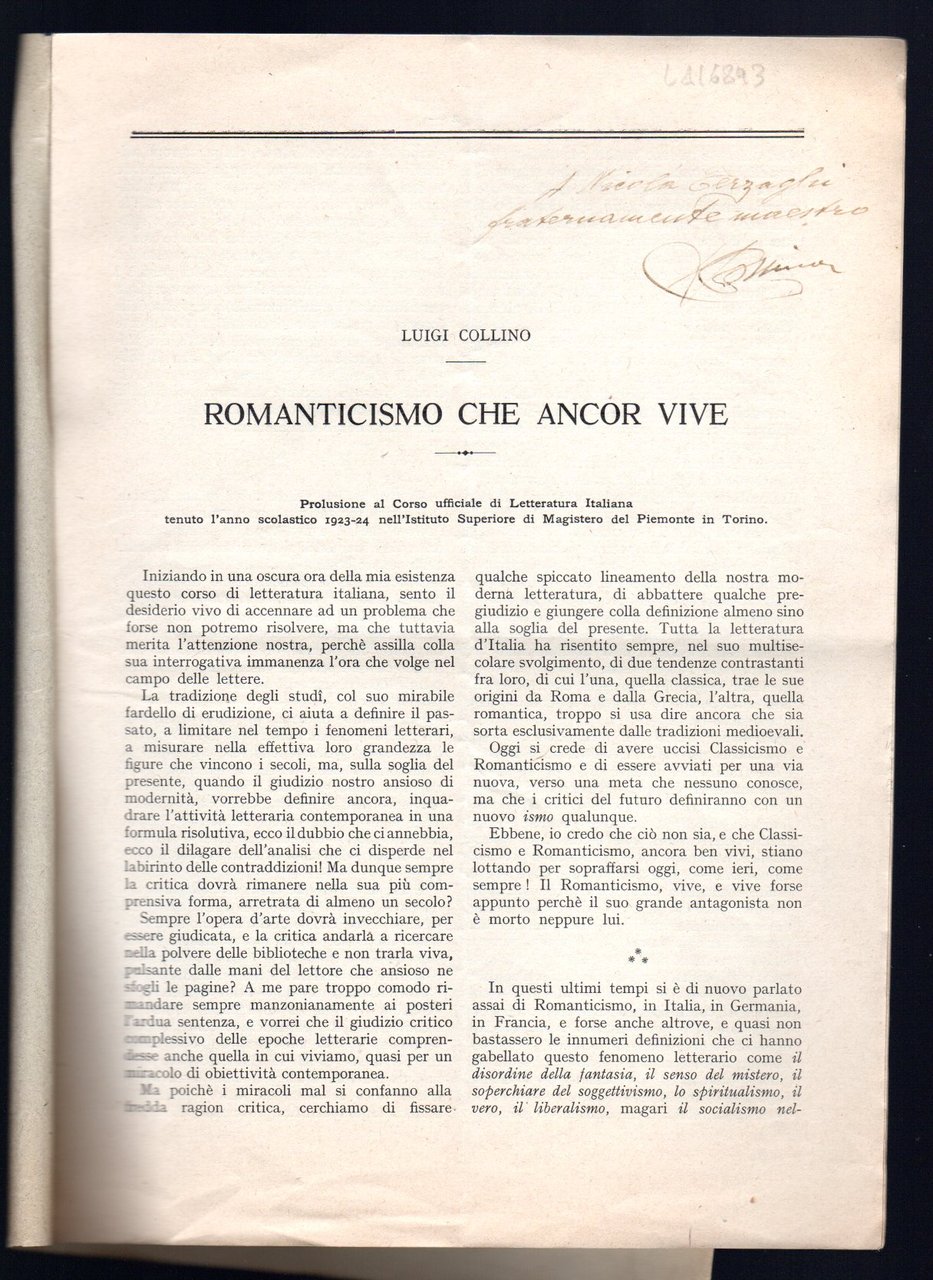 LAI6893
A Nicola Terzaghi
fraternamente maestro
LUIGI COLLINO
ROMANTICISMO CHE ANCOR VIVE
Prolusione al Corso ufficiale di Letteratura Italiana
tenuto l'anno scolastico 1923-24 nell'Istituto Superiore di Magistero del Piemonte in Torino.
Iniziando in una oscura ora della mia esistenza
questo corso di letteratura italiana, sento il
desiderio vivo di accennare ad un problema che
forse non potremo risolvere, ma che tuttavia
merita l'attenzione nostra, perchè assilla colla
sua interrogativa immanenza l'ora che volge nel
campo delle lettere.
La tradizione degli studî, col suo mirabile
fardello di erudizione, ci aiuta a definire il pas-
sato, a limitare nel tempo i fenomeni letterari,
a misurare nella effettiva loro grandezza le
figure che vincono i secoli, ma, sulla soglia del
presente, quando il giudizio nostro ansioso di
modernità, vorrebbe definire ancora, inqua-
drare l'attività letteraria contemporanea in una
formula risolutiva, ecco il dubbio che ci annebbia,
ecco il dilagare dell'analisi che ci disperde nel
labirinto delle contraddizioni! Ma dunque sempre
la critica dovrà rimanere nella sua più com-
prensiva forma, arretrata di almeno un secolo?
Sempre l'opera d'arte dovrà invecchiare, per
essere giudicata, e la critica andarla a ricercare
nella polvere delle biblioteche e non trarla viva,
pulsante dalle mani del lettore che ansioso ne
sfogli le pagine? A me pare troppo comodo ri-
mandare sempre manzonianamente ai posteri
l'ardua sentenza, e vorrei che il giudizio critico
complessivo delle epoche letterarie compren-
desse anche quella in cui viviamo, quasi per un
miracolo di obiettività contemporanea.
Ma poichè i miracoli mal si confanno alla
fredda ragion critica, cerchiamo di fissare
qualche spiccato lineamento della nostra mo-
derna letteratura, di abbattere qualche pre-
giudizio e giungere colla definizione almeno sino
alla soglia del presente. Tutta la letteratura
d'Italia ha risentito sempre, nel suo multise-
colare svolgimento, di due tendenze contrastanti
fra loro, di cui l'una, quella classica, trae le sue
origini da Roma e dalla Grecia, l'altra, quella
romantica, troppo si usa dire ancora che sia
sorta esclusivamente dalle tradizioni medioevali.
Oggi si crede di avere uccisi Classicismo e
Romanticismo e di essere avviati per una via
nuova, verso una meta che nessuno conosce,
ma che i critici del futuro definiranno con un
nuovo ismo qualunque.
Ebbene, io credo che ciò non sia, e che Classi-
cismo e Romanticismo, ancora ben vivi, stiano
lottando per sopraffarsi oggi, come ieri, come
sempre! Il Romanticismo, vive, e vive forse
appunto perchè il suo grande antagonista non
è morto neppure lui.
***
In questi ultimi tempi si è di nuovo parlato
assai di Romanticismo, in Italia, in Germania,
in Francia, e forse anche altrove, e quasi non
bastassero le innumeri definizioni che ci hanno
gabellato questo fenomeno letterario come il
disordine della fantasia, il senso del mistero, il
soperchiare del soggettivismo, lo spiritualismo, il
vero, il liberalismo, magari il socialismo nel-